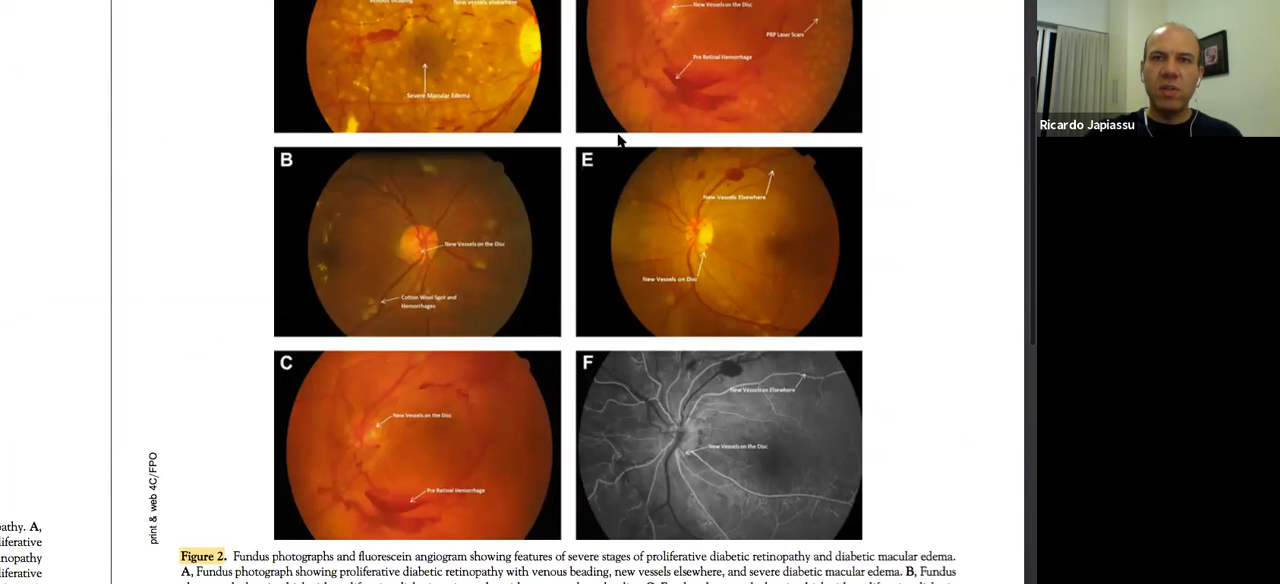 Venous Beading
New vessels elsewhere
Severe Macular Edema
New Vessels on the Disc
PRP Laser Scars
Pre Retinal Hemorrhage
B
New Vessels on the Disc
Cotton Wool Spot and
Hemorrhages
E
New Vessels Elsewhere
New Vessels on Disc
C
New Vessels on the Disc
Pre Retinal Hemorrhage
F
Elsewhere
New Vessels on the Disc
print & web 4C/FPO
Ricardo Japiassu
pathy. A,
liferative
nopathy
liferative
Figure 2. Fundus photographs and fluorescein angiogram showing features of severe stages of proliferative diabetic retinopathy and diabetic macular edema.
A, Fundus photograph showing proliferative diabetic retinopathy with venous beading, new vessels elsewhere, and severe diabetic macular edema. B, Fundus